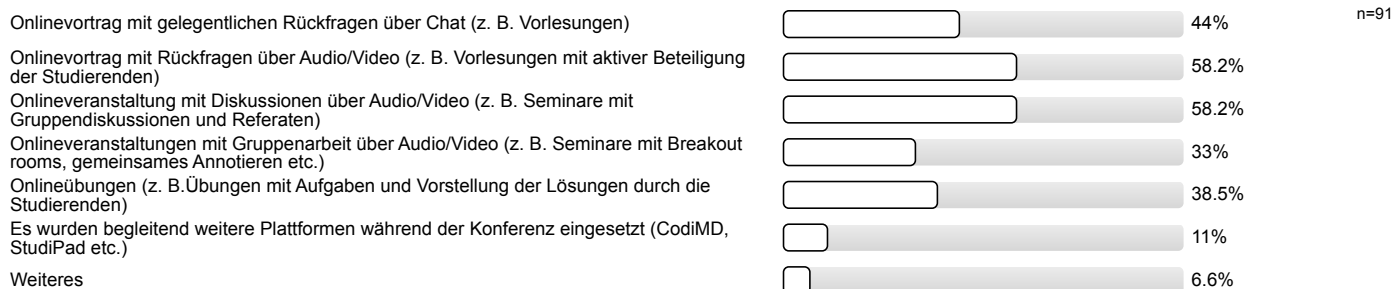 Onlinevortrag mit gelegentlichen Rückfragen über Chat (z. B. Vorlesungen) 44% n=91
Onlinevortrag mit Rückfragen über Audio/Video (z. B. Vorlesungen mit aktiver Beteiligung
der Studierenden) 58.2%
Onlineveranstaltung mit Diskussionen über Audio/Video (z. B. Seminare mit
Gruppendiskussionen und Referaten) 58.2%
Onlineveranstaltungen mit Gruppenarbeit über Audio/Video (z. B. Seminare mit Breakout
rooms, gemeinsames Annotieren etc.) 33%
Onlineübungen (z. B.Übungen mit Aufgaben und Vorstellung der Lösungen durch die
Studierenden) 38.5%
Es wurden begleitend weitere Plattformen während der Konferenz eingesetzt (CodiMD,
StudiPad etc.) 11%
Weiteres 6.6%